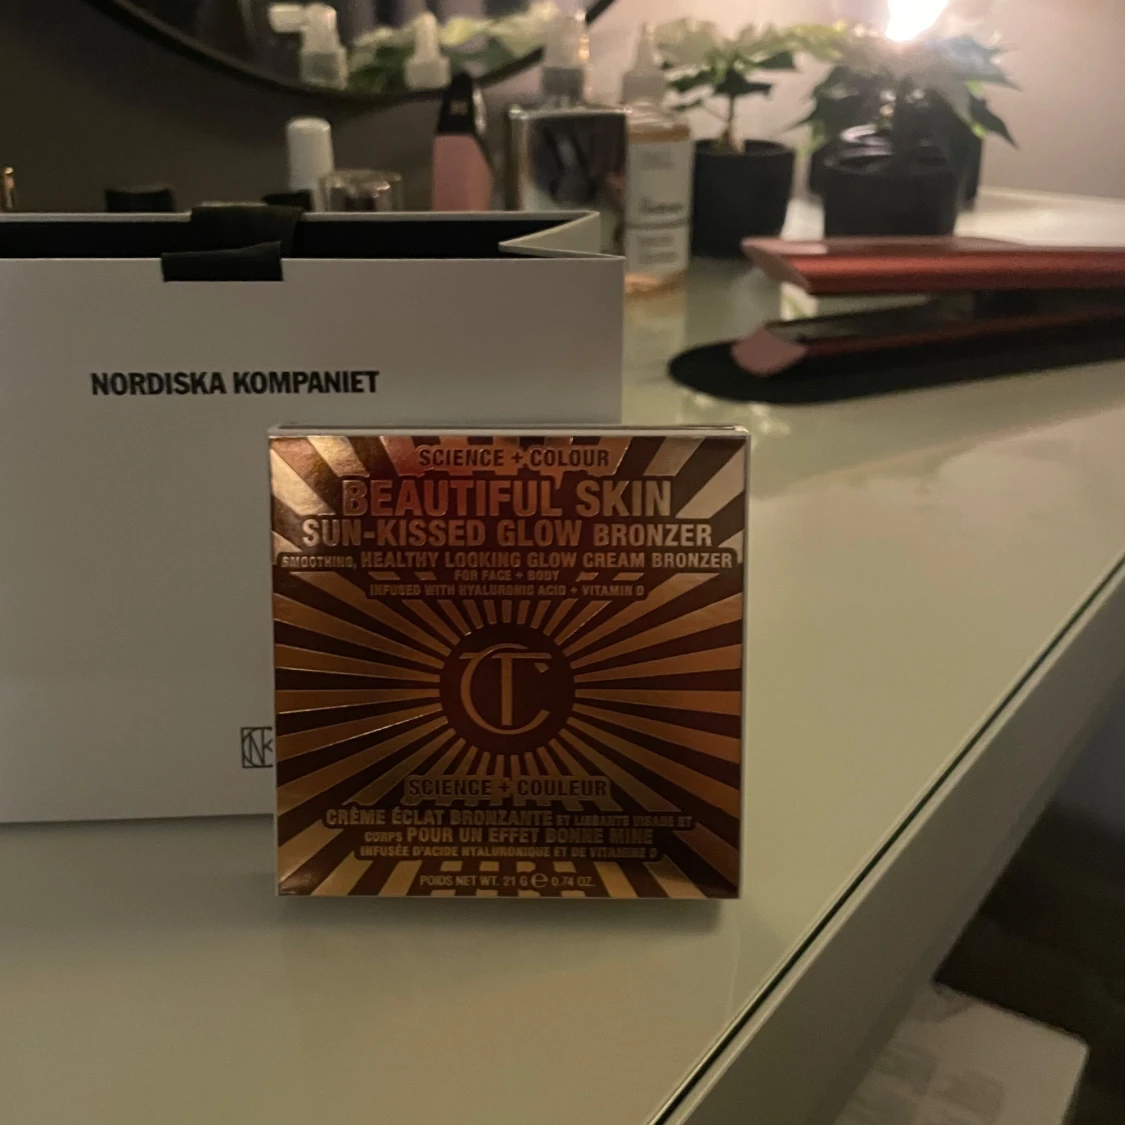 NORDISKA KOMPANIET
SCIENCE + COLOUR
BEAUTIFUL SKIN
SUN-KISSED GLOW BRONZER
SMOOTHING, HEALTHY LOOKING GLOW CREAM BRONZER
FOR FACE + BODY
INFUSED WITH HYALURONIC ACID + VITAMIN D
CT
SCIENCE + COULEUR
CRÈME ÉCLAT BRONZANTE ET LISSANTE VISAGE ET
CORPS POUR UN EFFET BONNE MINE
INFUSÉE D'ACIDE HYALURONIQUE ET DE VITAMINE D
POIDS NET WT. 21 G ℮ 0.74 OZ.